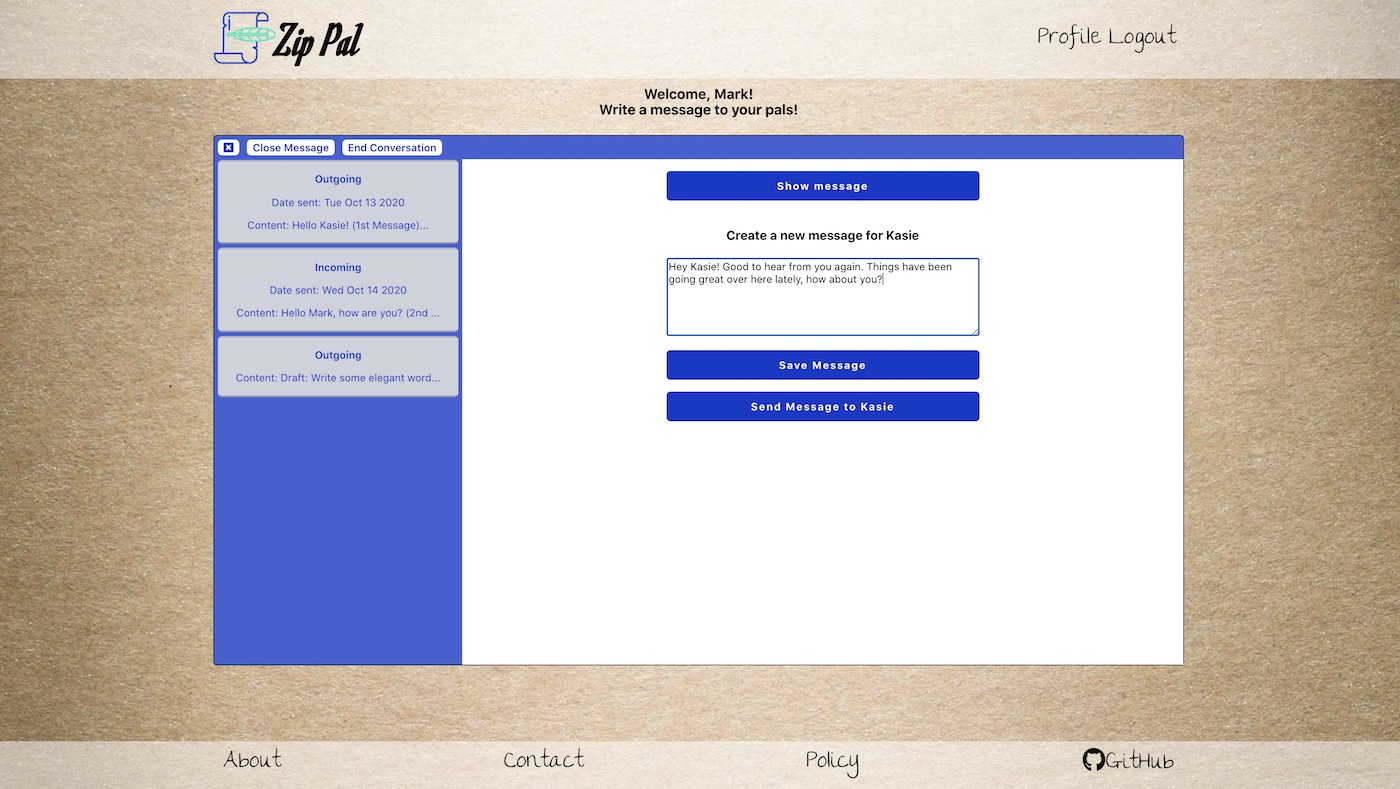 Zip Pal
Profile Logout
Welcome, Mark!
Write a message to your pals!
Close Message End Conversation
Outgoing
Date sent: Tue Oct 13 2020
Content: Hello Kasie! (1st Message)...
Incoming
Date sent: Wed Oct 14 2020
Content: Hello Mark, how are you? (2nd ...
Outgoing
Content: Draft: Write some elegant word...
Show message
Create a new message for Kasie
Hey Kasie! Good to hear from you again. Things have been
going great over here lately, how about you?
Save Message
Send Message to Kasie
About Contact Policy GitHub